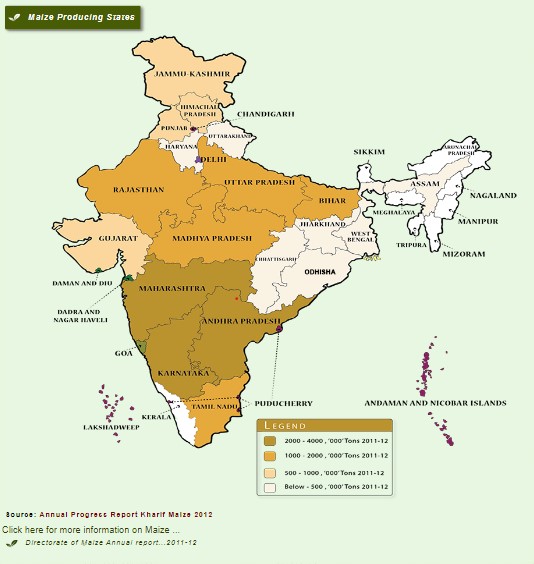 Maize Producing States
JAMMU-KASHMIR
HIMACHAL
PRADESH
CHANDIGARH
PUNJAB
UTTARAKHAND
HARYANA
DELHI
SIKKIM
ARUNACHAL
PRADESH
RAJASTHAN
UTTAR PRADESH
ASSAM
BIHAR
NAGALAND
MEGHALAYA
MANIPUR
GUJARAT
MADHYA PRADESH
JHARKHAND
WEST
BENGAL
TRIPURA
MIZORAM
CHHATTISGARH
ODHISHA
DAMAN AND DIU
MAHARASHTRA
DADRA AND
NAGAR HAVELI
ANDHRA PRADESH
GOA
KARNATAKA
PUDUCHERRY
ANDAMAN AND NICOBAR ISLANDS
TAMIL NADU
KERALA
LAKSHADWEEP
LEGEND
2000 - 4000 , '000'Tons 2011-12
1000 - 2000 , '000'Tons 2011-12
500 - 1000 , '000'Tons 2011-12
Below - 500 , '000'Tons 2011-12
Source: Annual Progress Report Kharif Maize 2012
Click here for more information on Maize ...
Directorate of Maize Annual report...2011-12